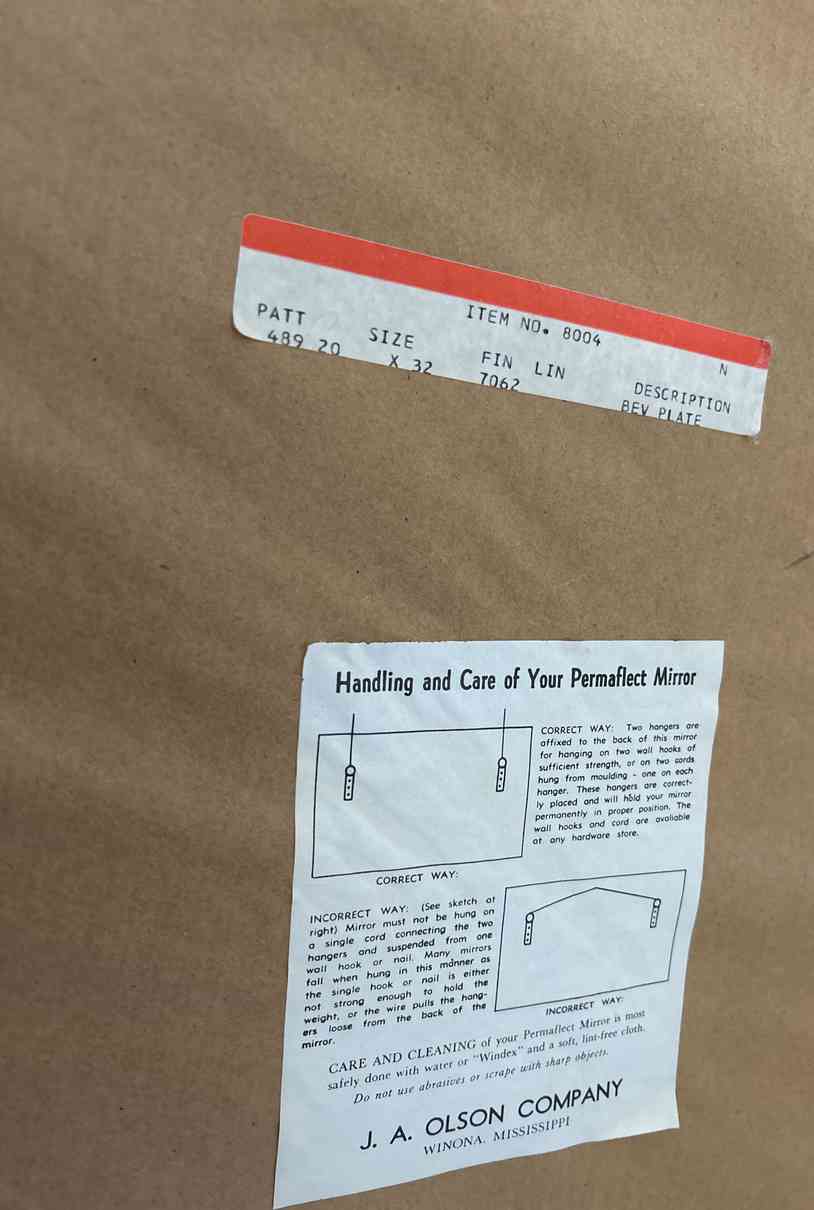 ITEM NO. 8004 N
PATT SIZE FIN LIN DESCRIPTION
489 20 X 32 7062 BEV PLATE
Handling and Care of Your Permaflect Mirror
CORRECT WAY: Two hangers are
affixed to the back of this mirror
for hanging on two wall hooks of
sufficient strength, or on two cords
hung from moulding - one on each
hanger. These hangers are correct-
ly placed and will hold your mirror
permanently in proper position. The
wall hooks and cord are avaliable
at any hardware store.
CORRECT WAY:
INCORRECT WAY: (See sketch at
right) Mirror must not be hung on
a single cord connecting the two
hangers and suspended from one
wall hook or nail. Many mirrors
fall when hung in this manner as
the single hook or nail is either
not strong enough to hold the
weight, or the wire pulls the hang-
ers loose from the back of the
mirror.
INCORRECT WAY:
CARE AND CLEANING of your Permaflect Mirror is most
safely done with water or "Windex" and a soft, lint-free cloth.
Do not use abrasives or scrape with sharp objects.
J. A. OLSON COMPANY
WINONA, MISSISSIPPI